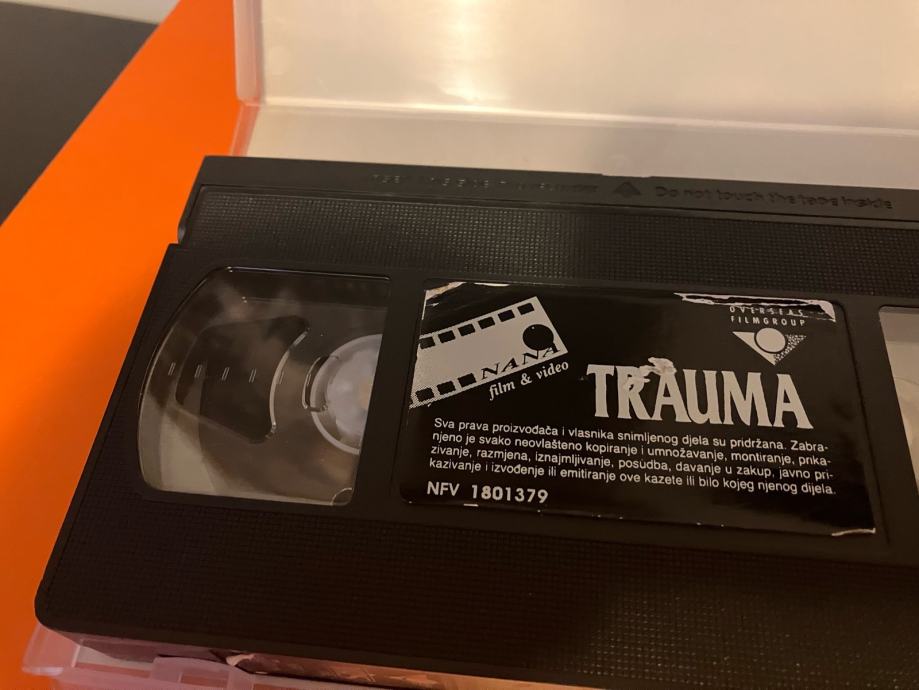 Do not touch the tape inside
OVERSEAS
FILMGROUP
NANA
film & video
TRAUMA
Sva prava proizvođača i vlasnika snimljenog djela su pridržana. Zabra-
njeno je svako neovlašteno kopiranje i umnožavanje, montiranje, prika-
zivanje, razmjena, iznajmljivanje, posudba, davanje u zakup, javno pri-
kazivanje i izvođenje ili emitiranje ove kazete ili bilo kojeg njenog dijela.
NFV 1801379